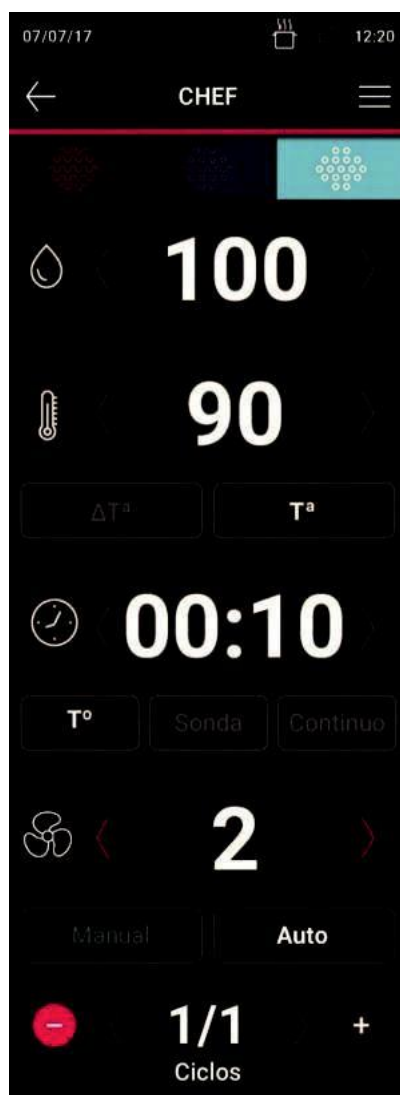 07/07/17 12:20
CHEF
100
90
ΔTª Tª
00:10
Tº Sonda Continuo
2
Manual Auto
- 1/1 +
Ciclos